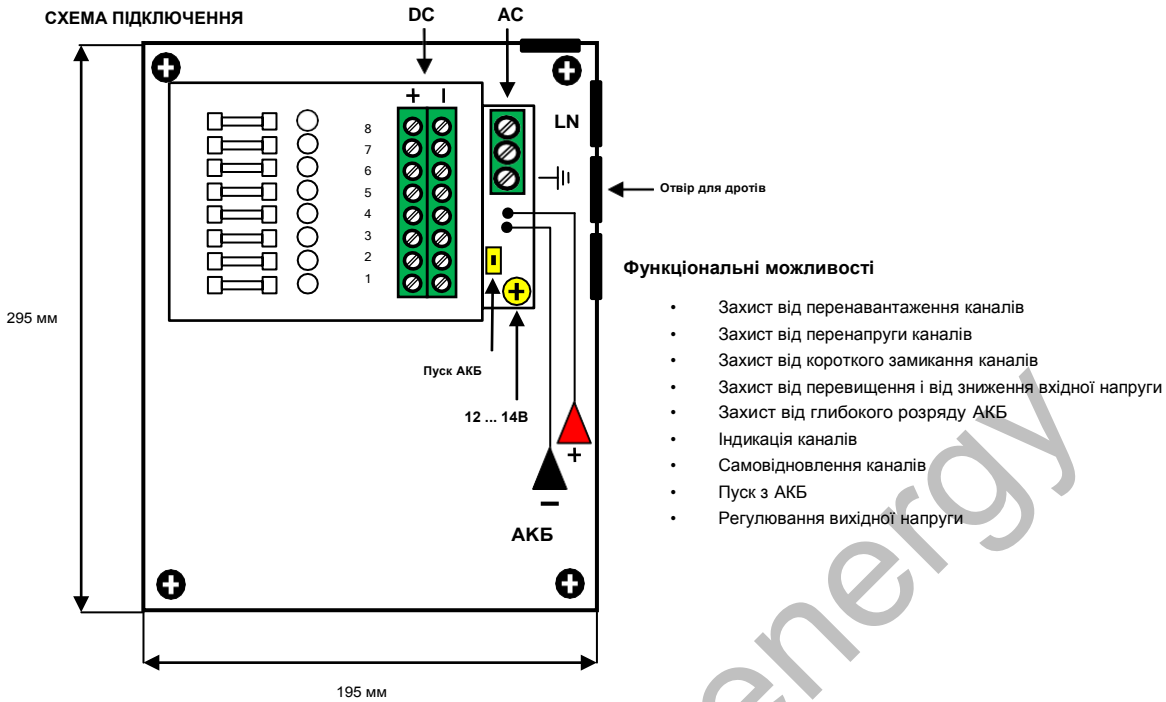 СХЕМА ПІДКЛЮЧЕННЯ
DC
AC
+ –
LN
8
7
6
5
4
3
2
1
Отвір для дротів
Функціональні можливості
• Захист від перенавантаження каналів
• Захист від перенапруги каналів
• Захист від короткого замикання каналів
• Захист від перевищення і від зниження вхідної напруги
• Захист від глибокого розряду АКБ
• Індикація каналів
• Самовідновлення каналів
• Пуск з АКБ
• Регулювання вихідної напруги
295 мм
Пуск АКБ
12 ... 14В
+
–
АКБ
195 мм
energy